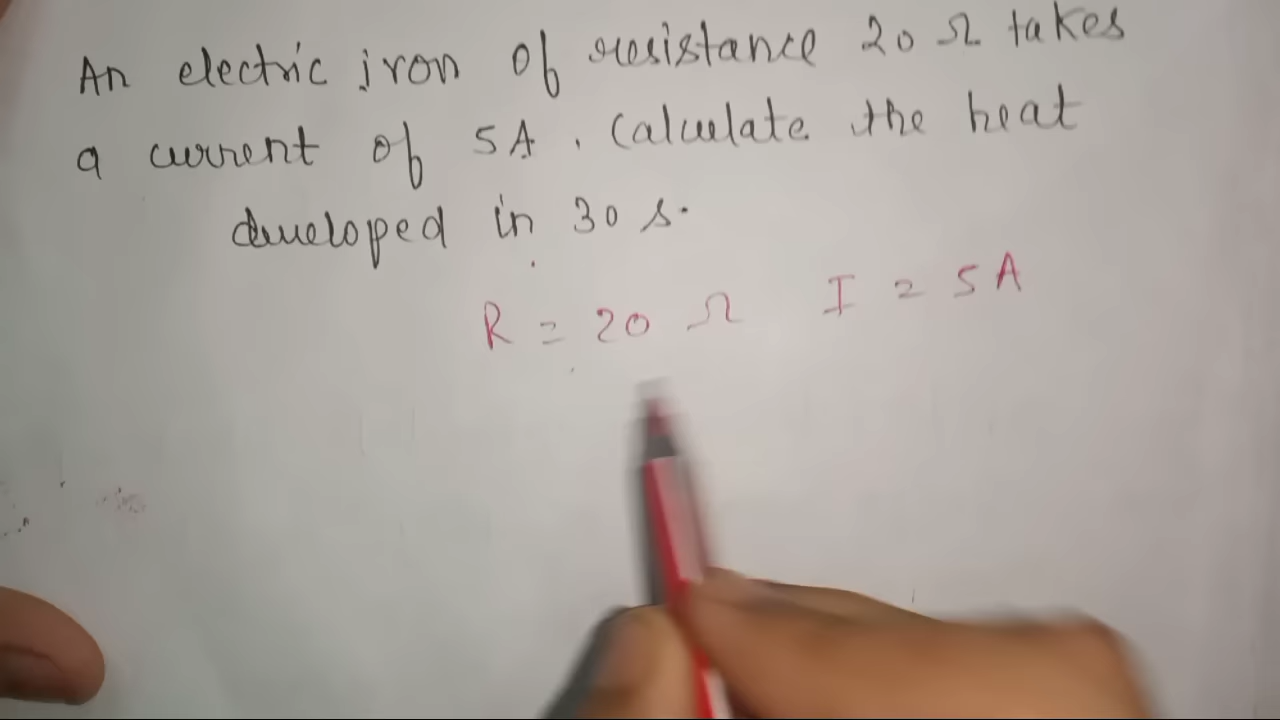 An electric iron of resistance 20 Ω takes
a current of 5A. Calculate the heat
developed in 30 s.
R = 20 Ω I = 5A